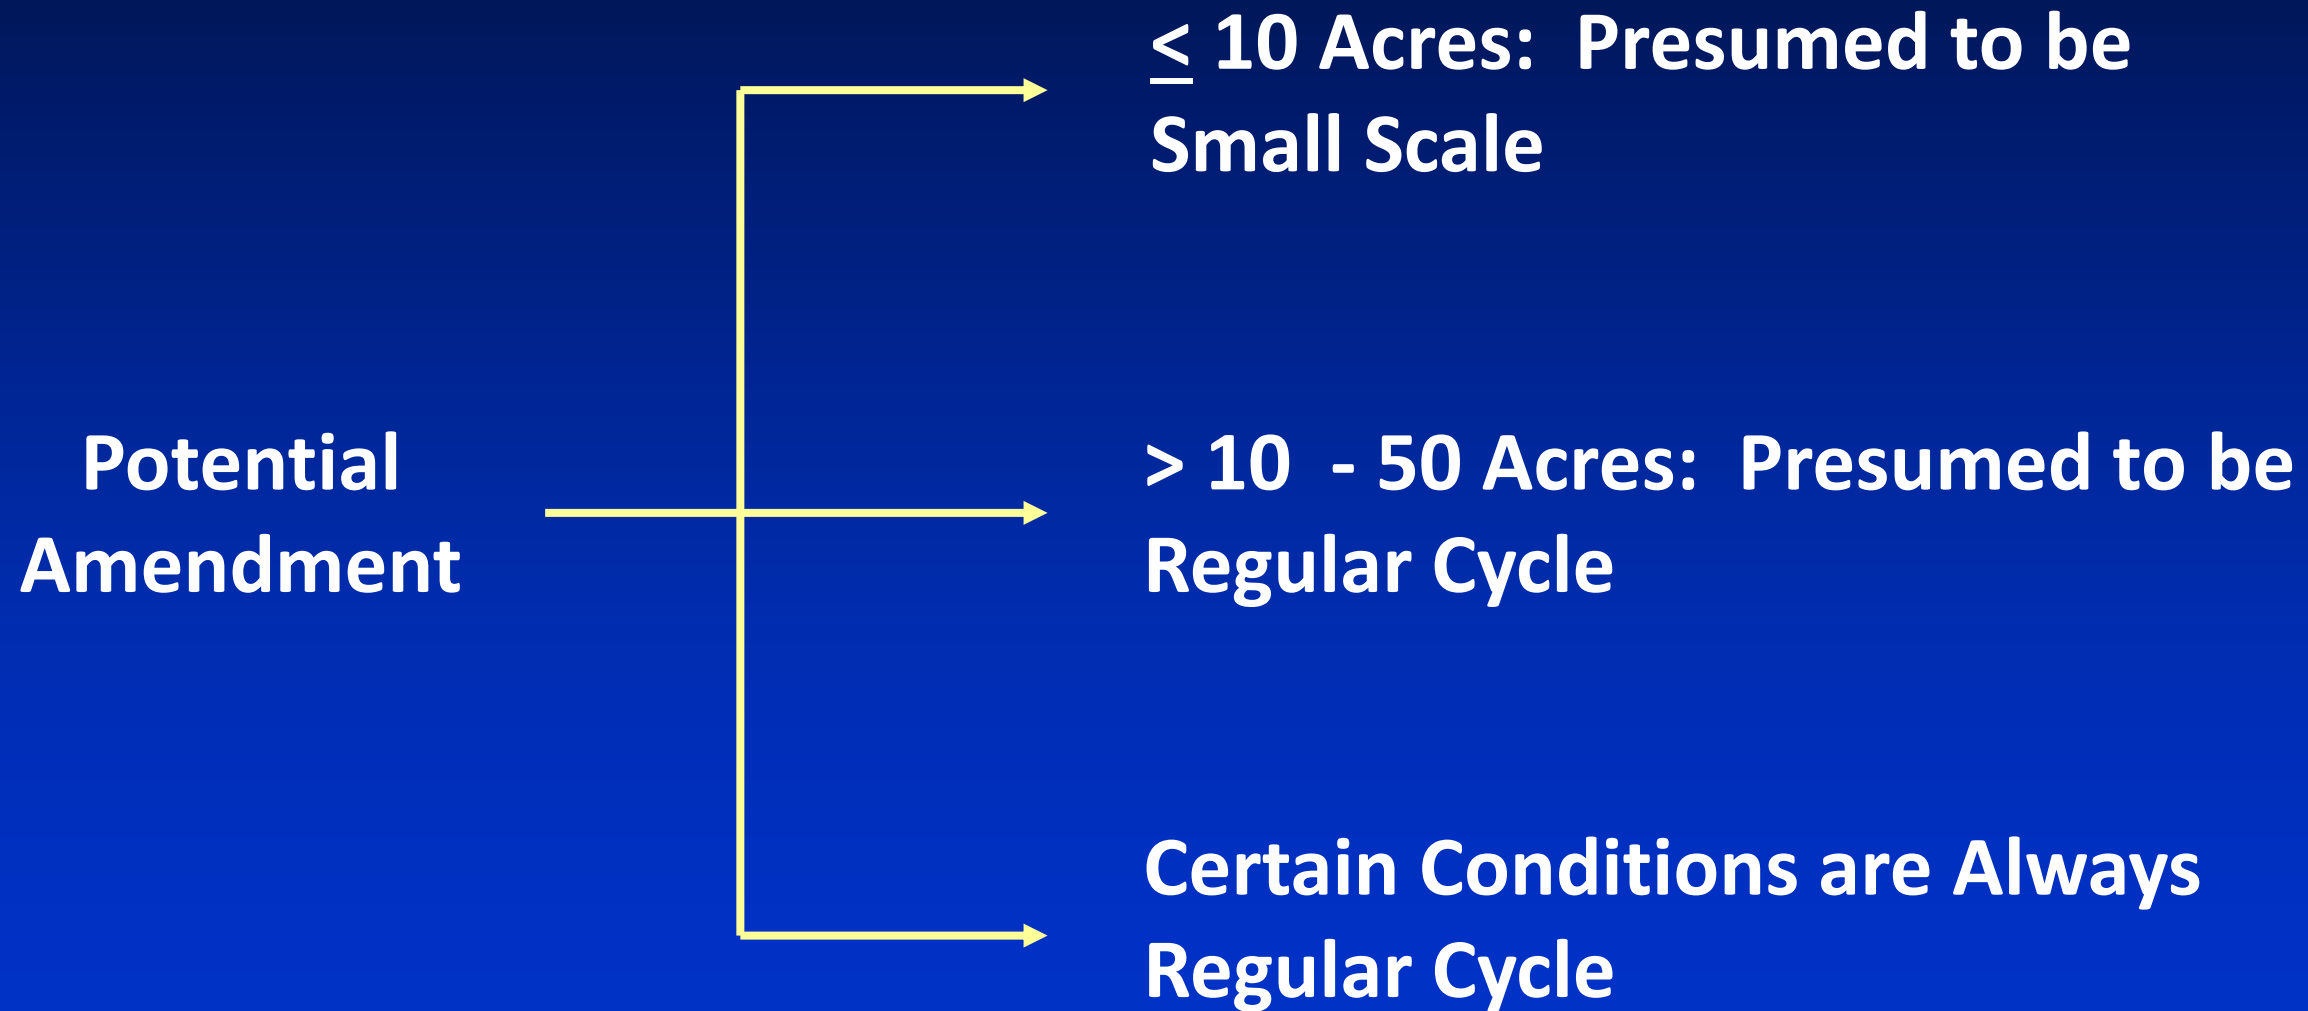 ≤ 10 Acres:  Presumed to be
Small Scale
Potential
Amendment
> 10  - 50 Acres:  Presumed to be
Regular Cycle
Certain Conditions are Always
Regular Cycle